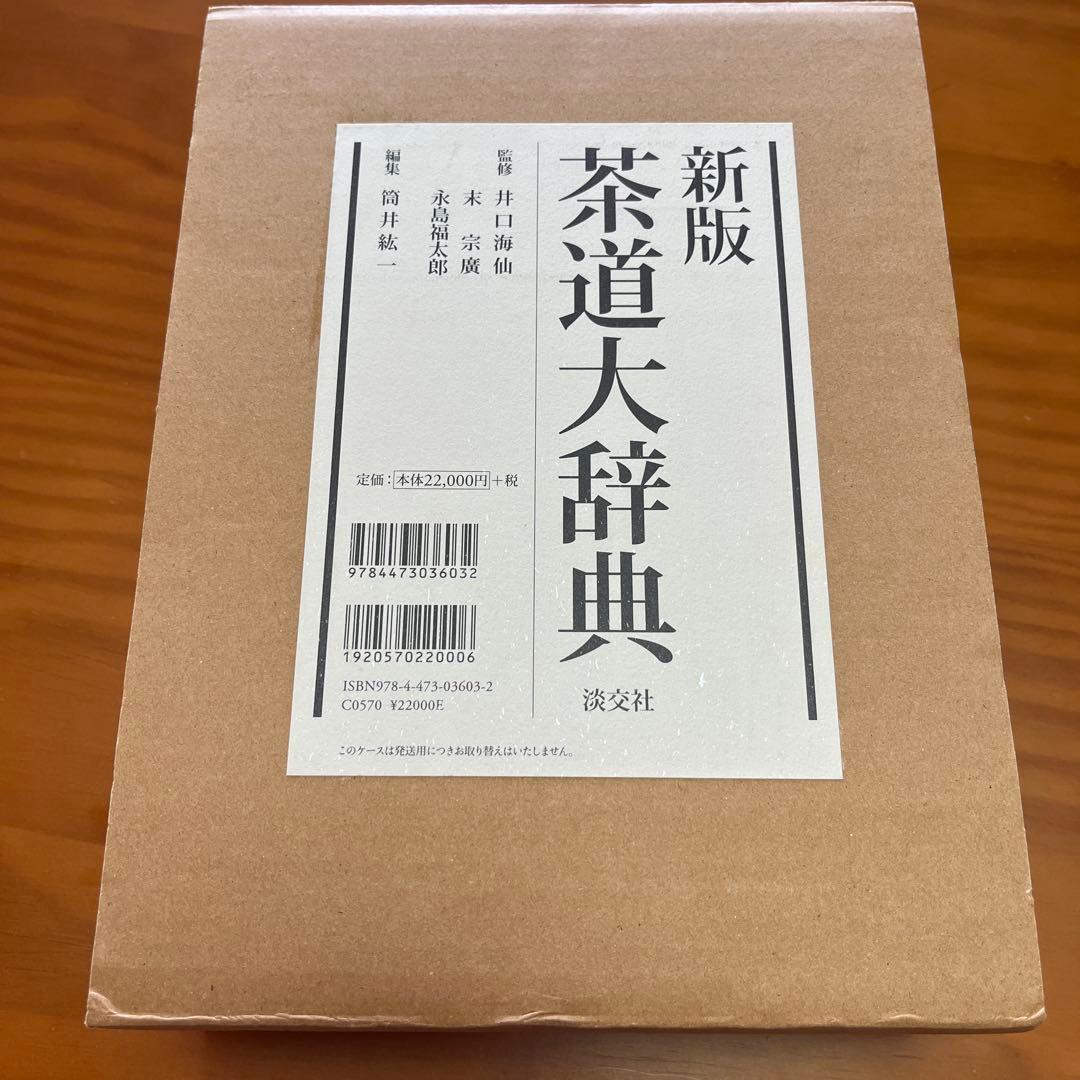 新版
茶道大辞典
淡交社
監修 井口海仙
末 宗廣
永島福太郎
編集 筒井紘一
定価：本体22,000円+税
9784473036032
1920570220006
ISBN978-4-473-03603-2
C0570 ¥22000E
このケースは発送用につきお取り替えはいたしません。